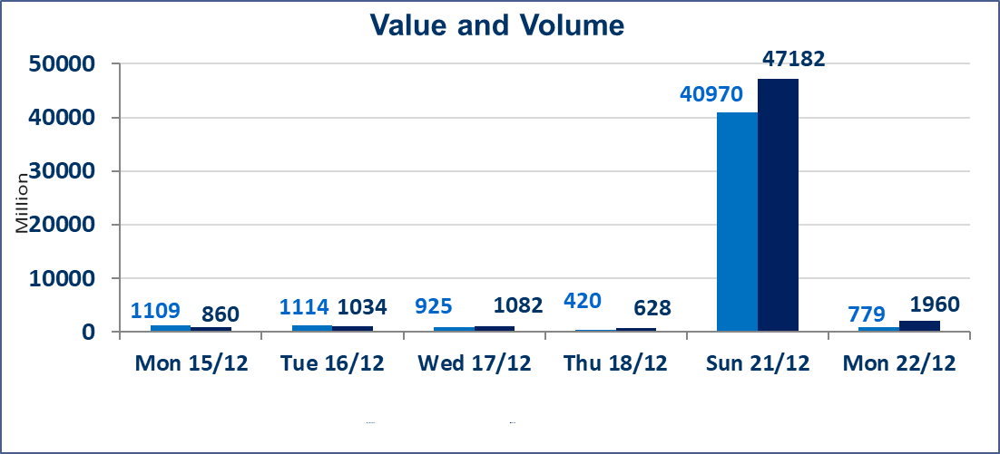 Value and Volume
Million
50000
40000
30000
20000
10000
0
1109 860 1114 1034 925 1082 420 628 40970 47182 779 1960
Mon 15/12 Tue 16/12 Wed 17/12 Thu 18/12 Sun 21/12 Mon 22/12